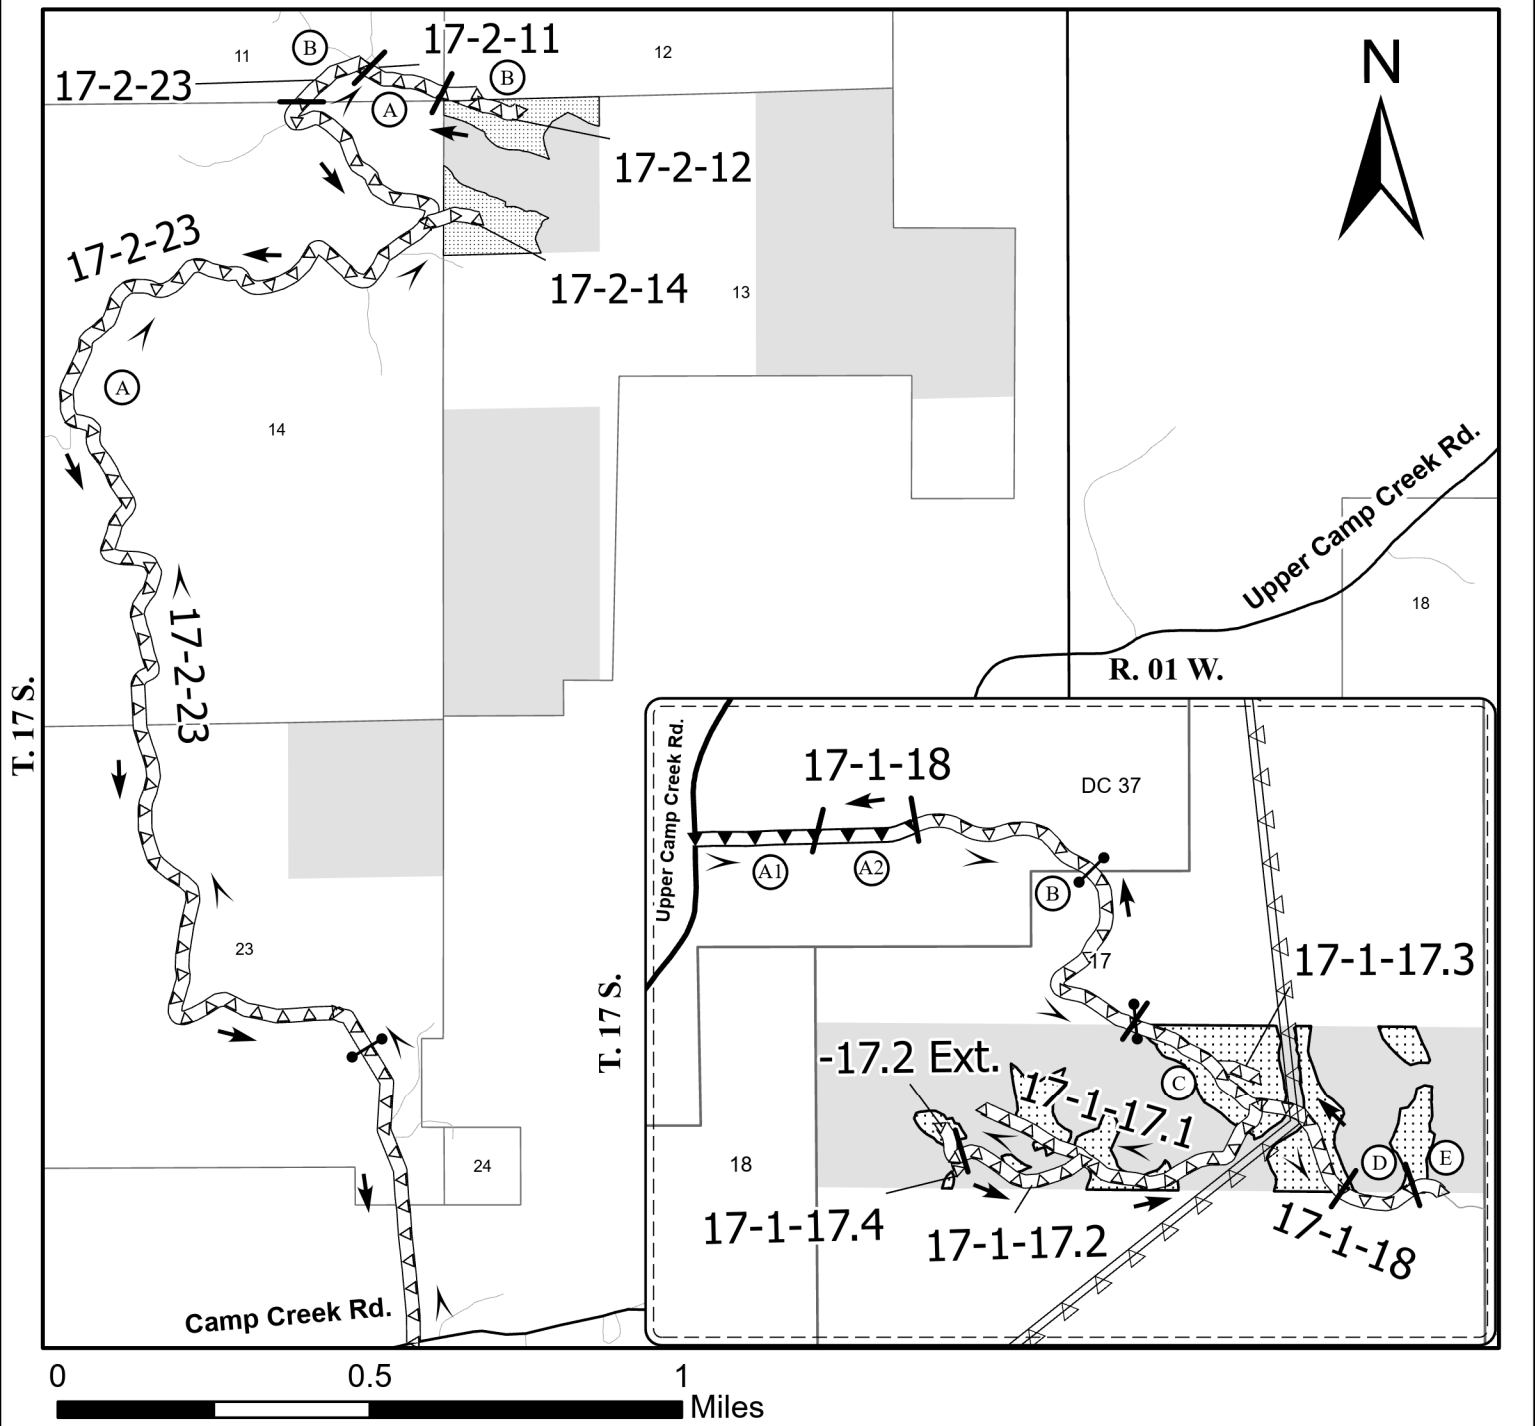 11
B
17-2-11
12
N
17-2-23
B
A
17-2-12
17-2-23
17-2-14
13
A
14
Upper Camp Creek Rd.
18
17-2-23
R. 01 W.
T. 17 S.
Upper Camp Creek Rd.
17-1-18
DC 37
A1
A2
B
23
17
17-1-17.3
T. 17 S.
-17.2 Ext.
C
17-1-17.1
18
24
D
E
17-1-17.4
17-1-17.2
17-1-18
Camp Creek Rd.
0
0.5
1
Miles